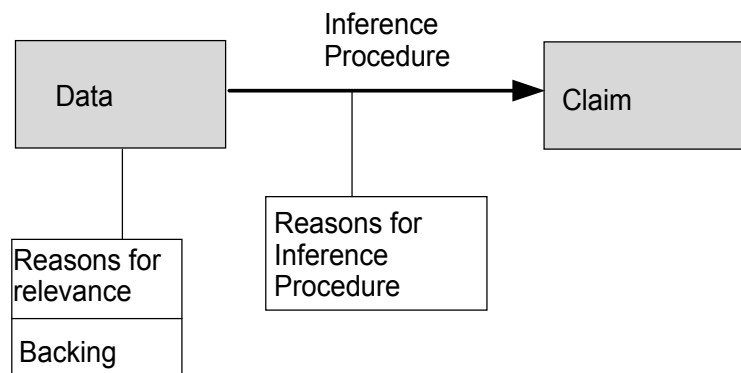 Inference
Procedure
Data
Claim
Reasons for
Inference
Procedure
Reasons for
relevance
Backing